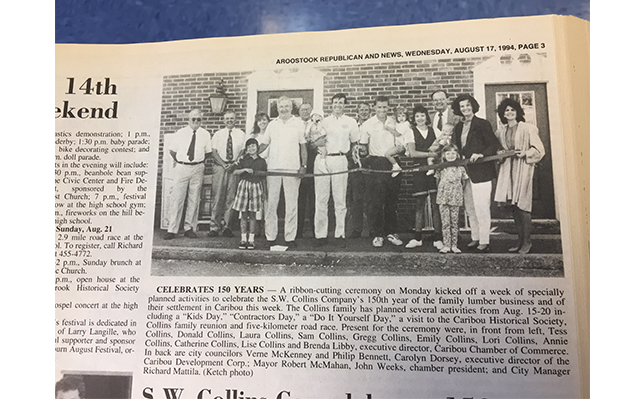 AROOSTOOK REPUBLICAN AND NEWS, WEDNESDAY, AUGUST 17, 1994, PAGE 3
14th
ekend
astics demonstration; 1 p.m.,
derby; 1:30 p.m. baby parade;
bike decorating contest; and
m. doll parade.
ts in the evening will include:
30 p.m., beanhole bean sup-
e Civic Center and Fire De-
t, sponsored by the
st Church; 7 p.m., festival
ow at the high school gym;
m., fireworks on the hill be-
igh school.
Sunday, Aug. 21
2.9 mile road race at the
ol. To register, call Richard
455-4772.
2 p.m., Sunday brunch at
e Church.
p.m., open house at the
rook Historical Society
ospel concert at the high
s festival is dedicated in
of Larry Langille, who
l supporter and sponsor
urn August Festival, or-
CELEBRATES 150 YEARS — A ribbon-cutting ceremony on Monday kicked off a week of specially
planned activities to celebrate the S.W. Collins Company's 150th year of the family lumber business and of
their settlement in Caribou this week. The Collins family has planned several activities from Aug. 15-20 in-
cluding a "Kids Day," "Contractors Day," a "Do It Yourself Day," a visit to the Caribou Historical Society,
Collins family reunion and five-kilometer road race. Present for the ceremony were, in front from left, Tess
Collins, Donald Collins, Laura Collins, Sam Collins, Gregg Collins, Emily Collins, Lori Collins, Annie
Collins, Catherine Collins, Lise Collins and Brenda Libby, executive director, Caribou Chamber of Commerce.
In back are city councilors Verne McKenney and Philip Bennett, Carolyn Dorsey, executive director of the
Caribou Development Corp.; Mayor Robert McMahan, John Weeks, chamber president; and City Manager
Richard Mattila. (Ketch photo)